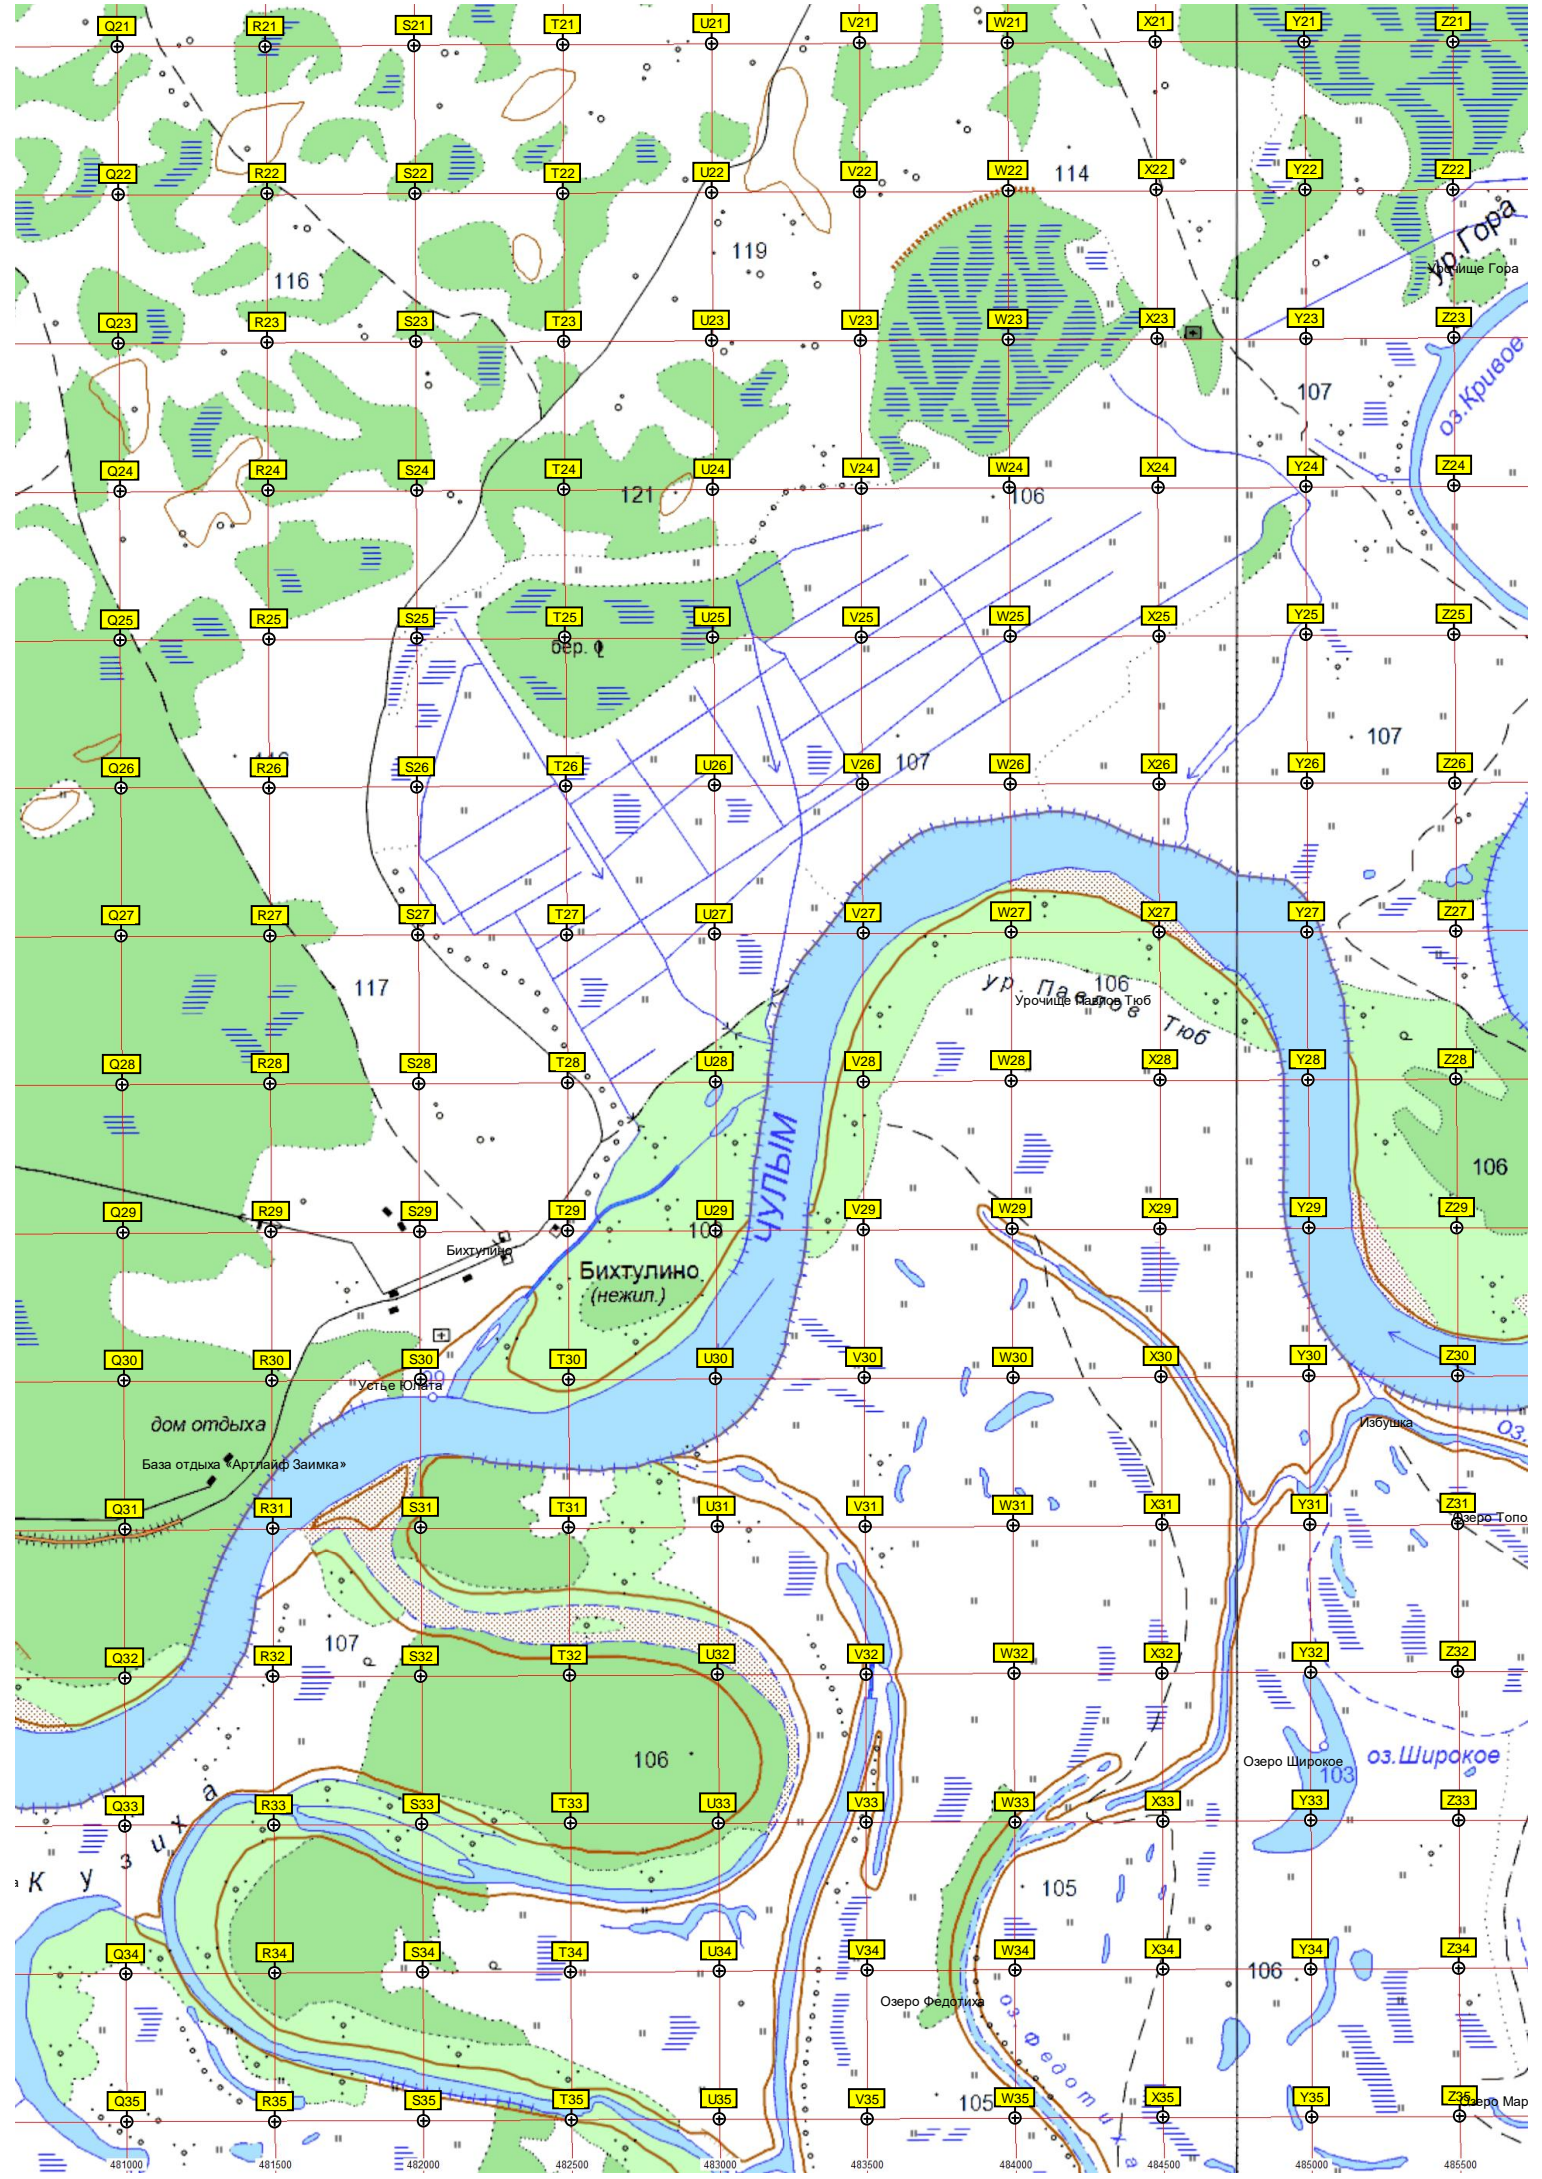 Q21 R21 S21 T21 U21 V21 W21 X21 Y21 Z21
Q22 R22 S22 T22 U22 V22 W22 114 X22 Y22 Z22
ур.Гора
119
Урочище Гора
116
Q23 R23 S23 T23 U23 V23 W23 X23 Y23 Z23
оз.Кривое
107
Q24 R24 S24 T24 U24 V24 W24 X24 Y24 Z24
121
106
Q25 R25 S25 T25 U25 V25 W25 X25 Y25 Z25
бер.
107
Q26 R26 S26 T26 U26 V26 107 W26 X26 Y26 Z26
Q27 R27 S27 T27 U27 V27 W27 X27 Y27 Z27
117
106
ур. Павлов Тюб
Урочище Павлов Тюб
Q28 R28 S28 T28 U28 V28 W28 X28 Y28 Z28
ЧУЛЫМ
106
Q29 R29 S29 T29 U29 V29 W29 X29 Y29 Z29
Бихтулино
Бихтулино
(нежил.)
Q30 R30 S30 T30 U30 V30 W30 X30 Y30 Z30
Устье Юлата
дом отдыха
Избушка
оз.
База отдыха «Артлайф Заимка»
Q31 R31 S31 T31 U31 V31 W31 X31 Y31 Z31
Озеро Топо
107
Q32 R32 S32 T32 U32 V32 W32 X32 Y32 Z32
106
оз.Широкое
Озеро Широкое
103
Q33 R33 S33 T33 U33 V33 W33 X33 Y33 Z33
Кузиха
105
Q34 R34 S34 T34 U34 V34 W34 X34 Y34 Z34
106
Озеро Федотиха
оз. Федотиха
Q35 R35 S35 T35 U35 V35 105 W35 X35 Y35 Z35
Озеро Мар
481000 481500 482000 482500 483000 483500 484000 484500 485000 485500